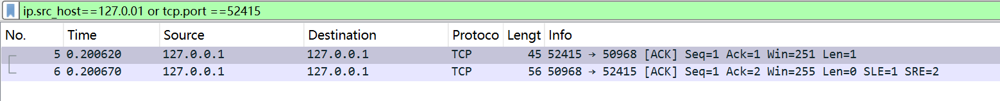 ip.src_host==127.0.01 or tcp.port ==52415
No. Time Source Destination Protoco Lengt Info
5 0.200620 127.0.0.1 127.0.0.1 TCP 45 52415 → 50968 [ACK] Seq=1 Ack=1 Win=251 Len=1
6 0.200670 127.0.0.1 127.0.0.1 TCP 56 50968 → 52415 [ACK] Seq=1 Ack=2 Win=255 Len=0 SLE=1 SRE=2